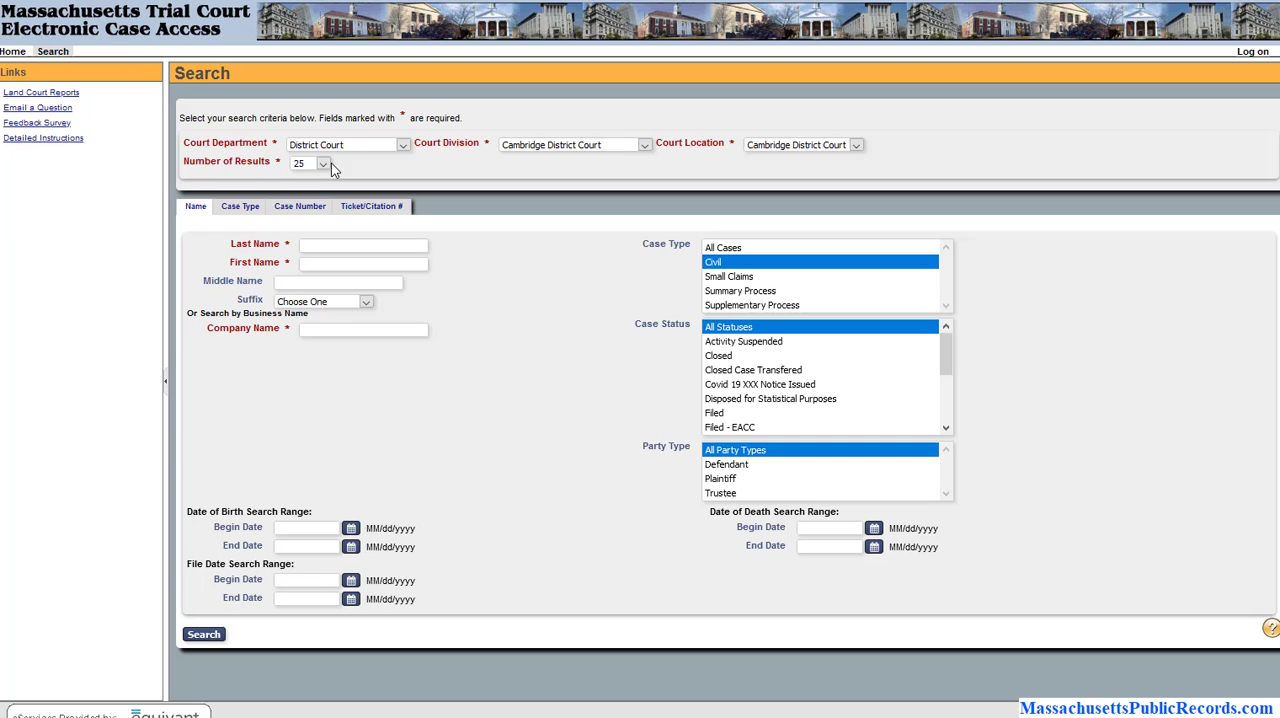 Massachusetts Trial Court
Electronic Case Access
Home Search Log on
Links
Search
Land Court Reports
Email a Question
Feedback Survey
Detailed Instructions
Select your search criteria below. Fields marked with * are required.
Court Department * District Court Court Division * Cambridge District Court Court Location * Cambridge District Court
Number of Results * 25
Name Case Type Case Number Ticket/Citation #
Last Name *
First Name *
Middle Name
Suffix Choose One
Or Search by Business Name
Company Name *
Case Type
All Cases
Civil
Small Claims
Summary Process
Supplementary Process
Case Status
All Statuses
Activity Suspended
Closed
Closed Case Transfered
Covid 19 XXX Notice Issued
Disposed for Statistical Purposes
Filed
Filed - EACC
Party Type
All Party Types
Defendant
Plaintiff
Trustee
Date of Birth Search Range:
Begin Date MM/dd/yyyy
End Date MM/dd/yyyy
Date of Death Search Range:
Begin Date MM/dd/yyyy
End Date MM/dd/yyyy
File Date Search Range:
Begin Date MM/dd/yyyy
End Date MM/dd/yyyy
Search
?
eServices Provided by: equivant
MassachusettsPublicRecords.com